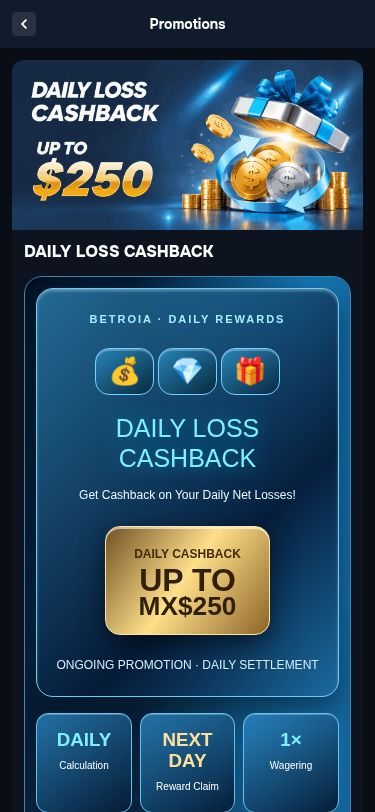 Promotions
DAILY LOSS
CASHBACK
UP TO
$250
DAILY LOSS CASHBACK
BETROIA · DAILY REWARDS
DAILY LOSS
CASHBACK
Get Cashback on Your Daily Net Losses!
DAILY CASHBACK
UP TO
MX$250
ONGOING PROMOTION · DAILY SETTLEMENT
DAILY
Calculation
NEXT
DAY
Reward Claim
1×
Wagering